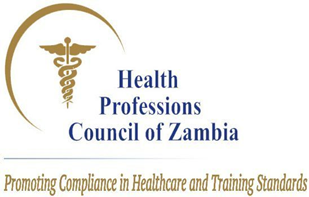 Health
Professions
Council of Zambia
Promoting Compliance in Healthcare and Training Standards